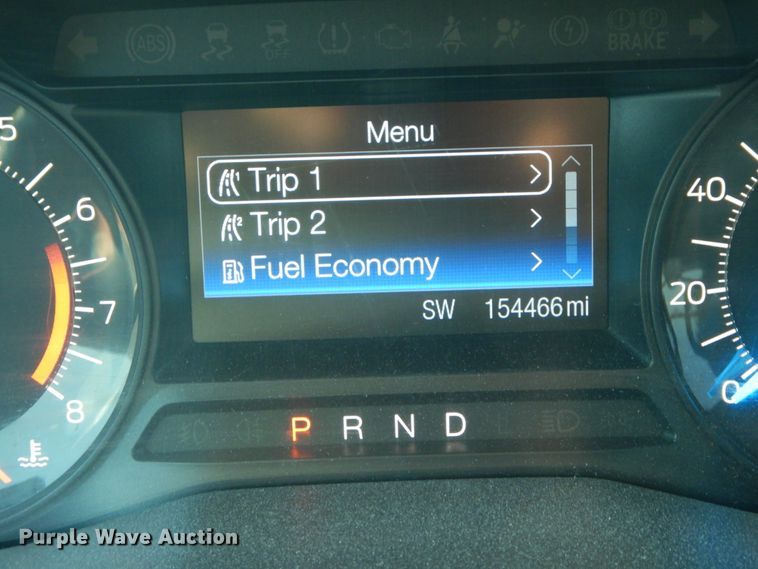 ABS OFF BRAKE
Menu
Trip 1
Trip 2
Fuel Economy
SW 154466 mi
5
6
7
8
40
20
0
P R N D
Purple Wave Auction